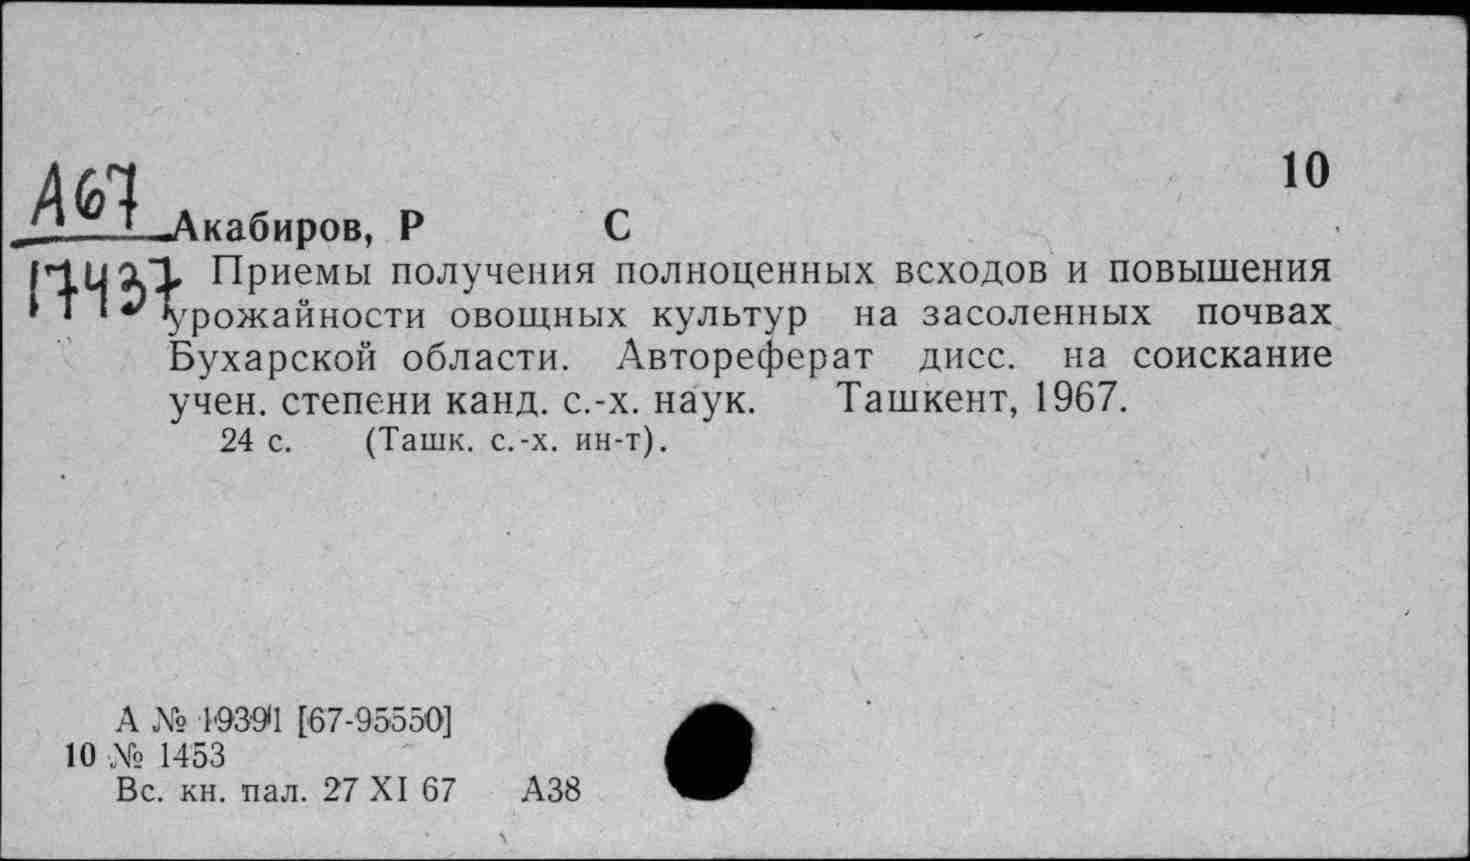 10
А67
Акабиров, Р С
17437
Приемы получения полноценных всходов и повышения
урожайности овощных культур на засоленных почвах
Бухарской области. Автореферат дисс. на соискание
учен. степени канд. с.-х. наук. Ташкент, 1967.
24 с. (Ташк. с.-х. ин-т).
А № 19391 [67-95550]
10 № 1453
Вс. кн. пал. 27 XI 67 А38